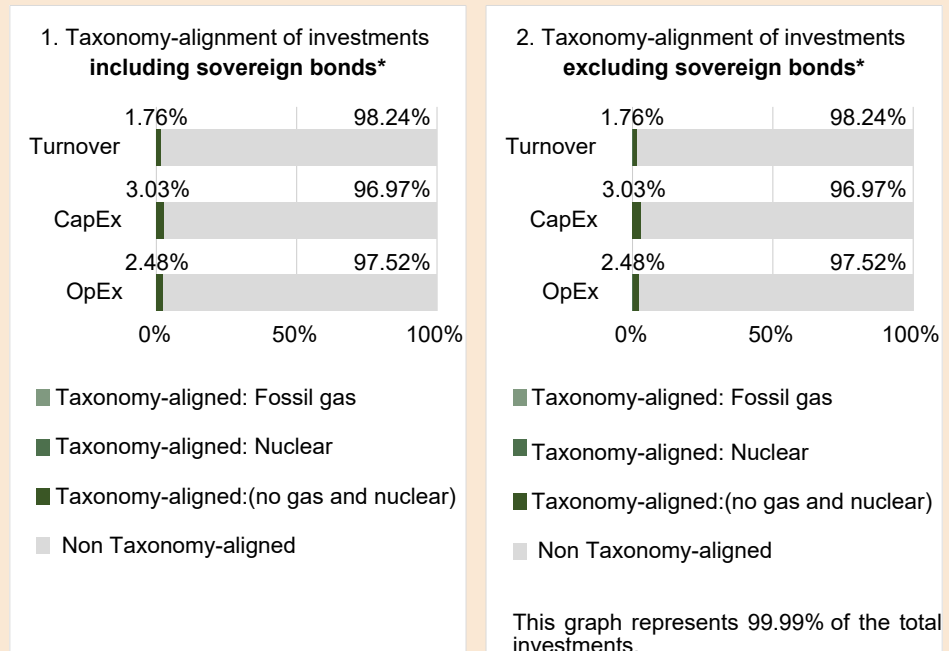 1. Taxonomy-alignment of investments
including sovereign bonds*
1.76% 98.24%
Turnover
3.03% 96.97%
CapEx
2.48% 97.52%
OpEx
0% 50% 100%
Taxonomy-aligned: Fossil gas
Taxonomy-aligned: Nuclear
Taxonomy-aligned:(no gas and nuclear)
Non Taxonomy-aligned
2. Taxonomy-alignment of investments
excluding sovereign bonds*
1.76% 98.24%
Turnover
3.03% 96.97%
CapEx
2.48% 97.52%
OpEx
0% 50% 100%
Taxonomy-aligned: Fossil gas
Taxonomy-aligned: Nuclear
Taxonomy-aligned:(no gas and nuclear)
Non Taxonomy-aligned
This graph represents 99.99% of the total
investments.